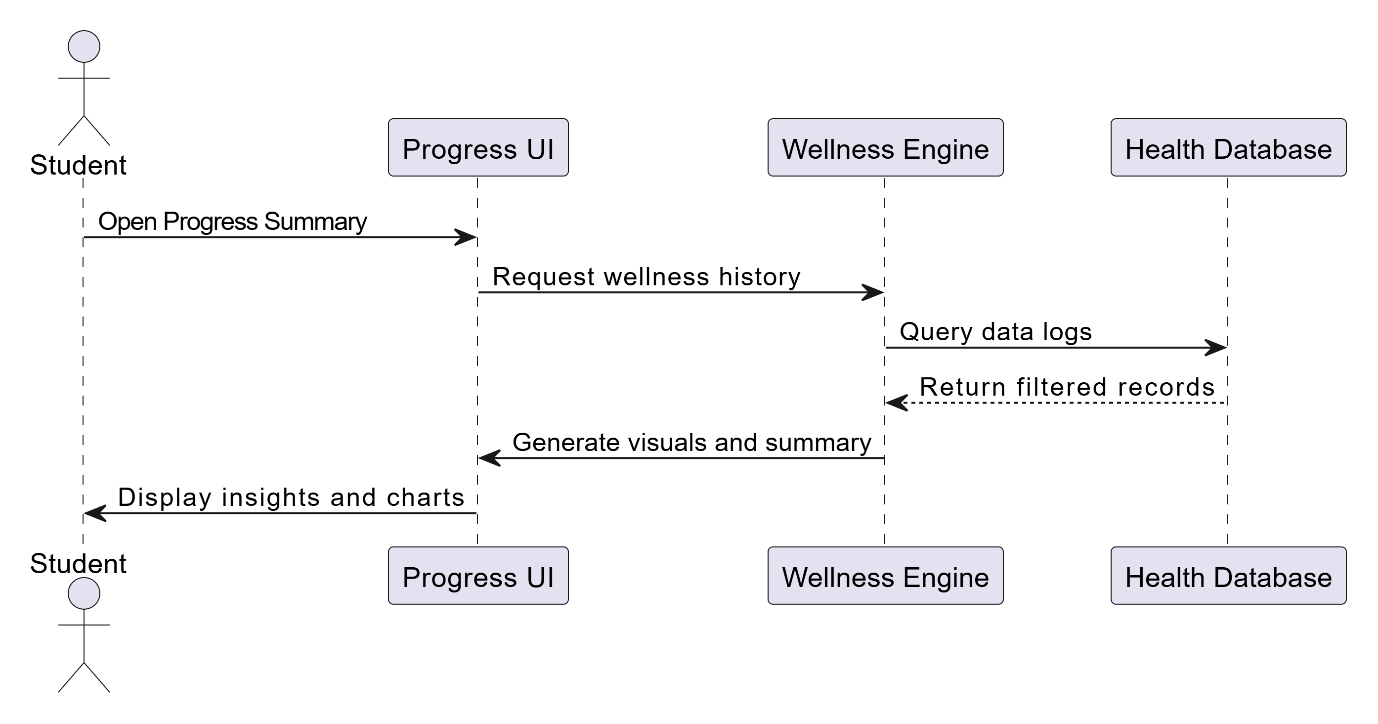 Student
Progress UI
Wellness Engine
Health Database
Open Progress Summary
Request wellness history
Query data logs
Return filtered records
Generate visuals and summary
Display insights and charts
Student
Progress UI
Wellness Engine
Health Database